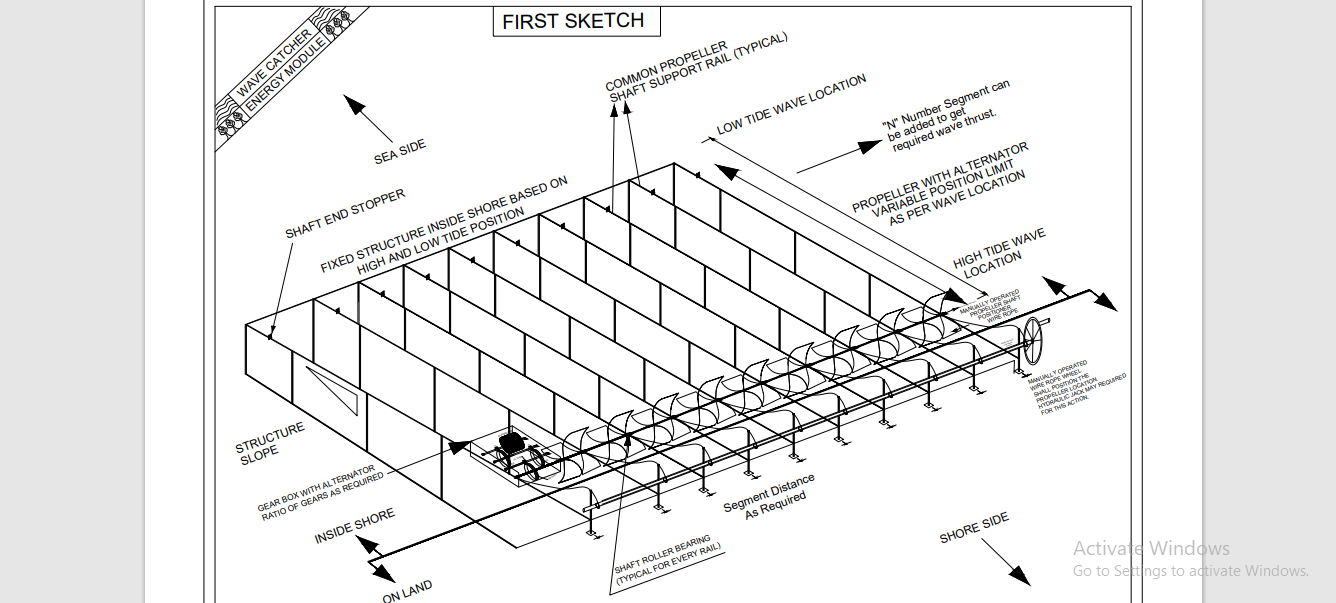 FIRST SKETCH
WAVE CATCHER
ENERGY MODULE
COMMON PROPELLER
SHAFT SUPPORT RAIL (TYPICAL)
LOW TIDE WAVE LOCATION
"N" Number Segment can
be added to get
required wave thrust.
SEA SIDE
PROPELLER WITH ALTERNATOR
VARIABLE POSITION LIMIT
AS PER WAVE LOCATION
SHAFT END STOPPER
FIXED STRUCTURE INSIDE SHORE BASED ON
HIGH AND LOW TIDE POSITION
HIGH TIDE WAVE
LOCATION
MANUALLY OPERATED
PROPELLER SHAFT
POSITIONER
WIRE ROPE
MANUALLY OPERATED
WIRE ROPE WHEEL
SHALL POSITION THE
PROPELLER LOCATION.
HYDRAULIC JACK MAY REQUIRED
FOR THIS ACTION.
STRUCTURE
SLOPE
GEAR BOX WITH ALTERNATOR
RATIO OF GEARS AS REQUIRED
Segment Distance
As Required
INSIDE SHORE
SHAFT ROLLER BEARING
(TYPICAL FOR EVERY RAIL)
SHORE SIDE
ON LAND
Activate Windows
Go to Settings to activate Windows.